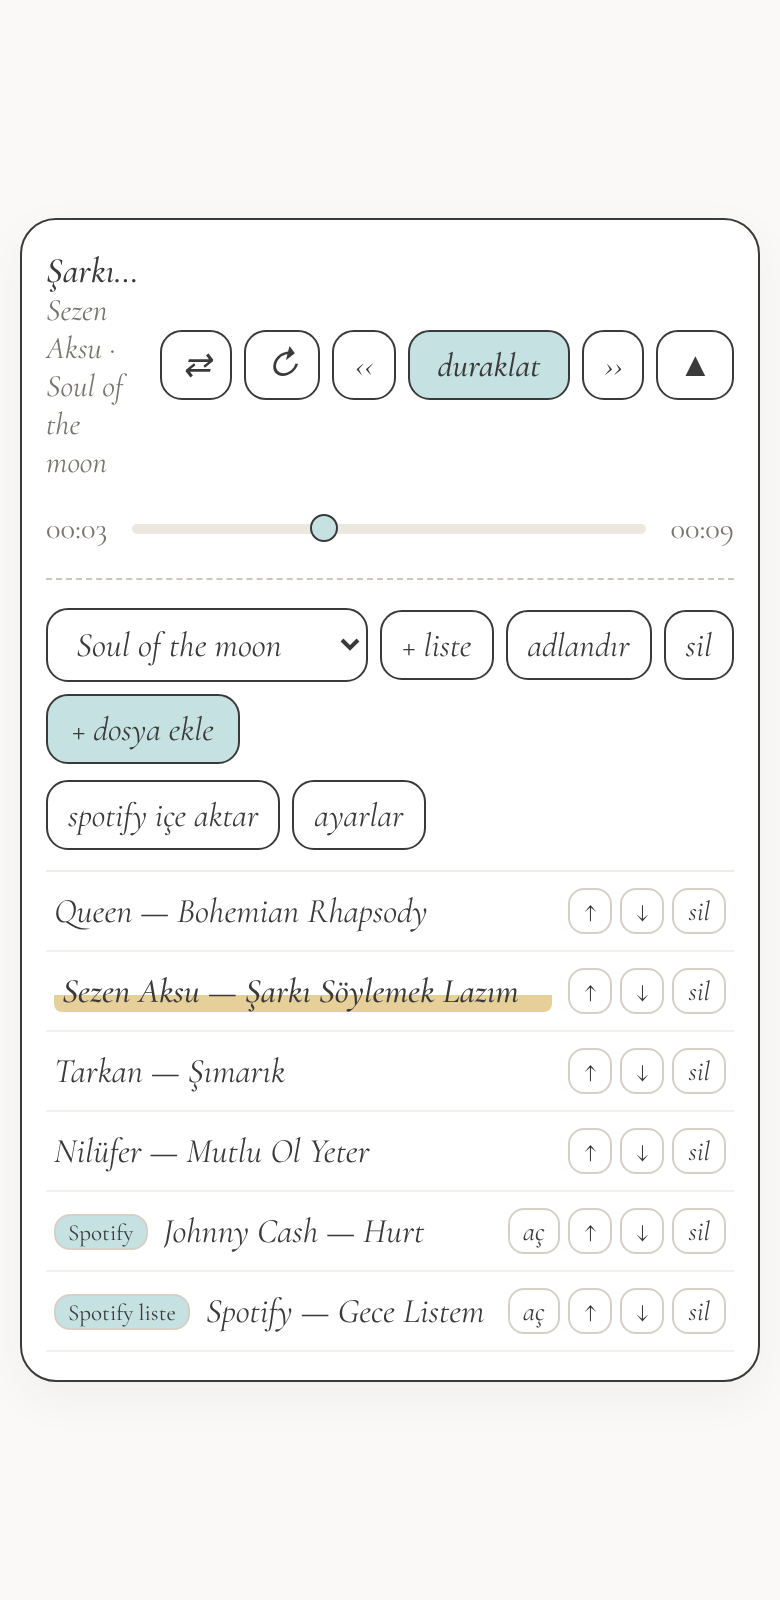 Şarkı...
Sezen
Aksu ·
Soul of
the
moon
⇄ ↻ ‹‹ duraklat ›› ▲
00:03 00:09
Soul of the moon + liste adlandır sil
+ dosya ekle
spotify içe aktar ayarlar
Queen — Bohemian Rhapsody ↑ ↓ sil
Sezen Aksu — Şarkı Söylemek Lazım ↑ ↓ sil
Tarkan — Şımarık ↑ ↓ sil
Nilüfer — Mutlu Ol Yeter ↑ ↓ sil
Spotify Johnny Cash — Hurt aç ↑ ↓ sil
Spotify liste Spotify — Gece Listem aç ↑ ↓ sil